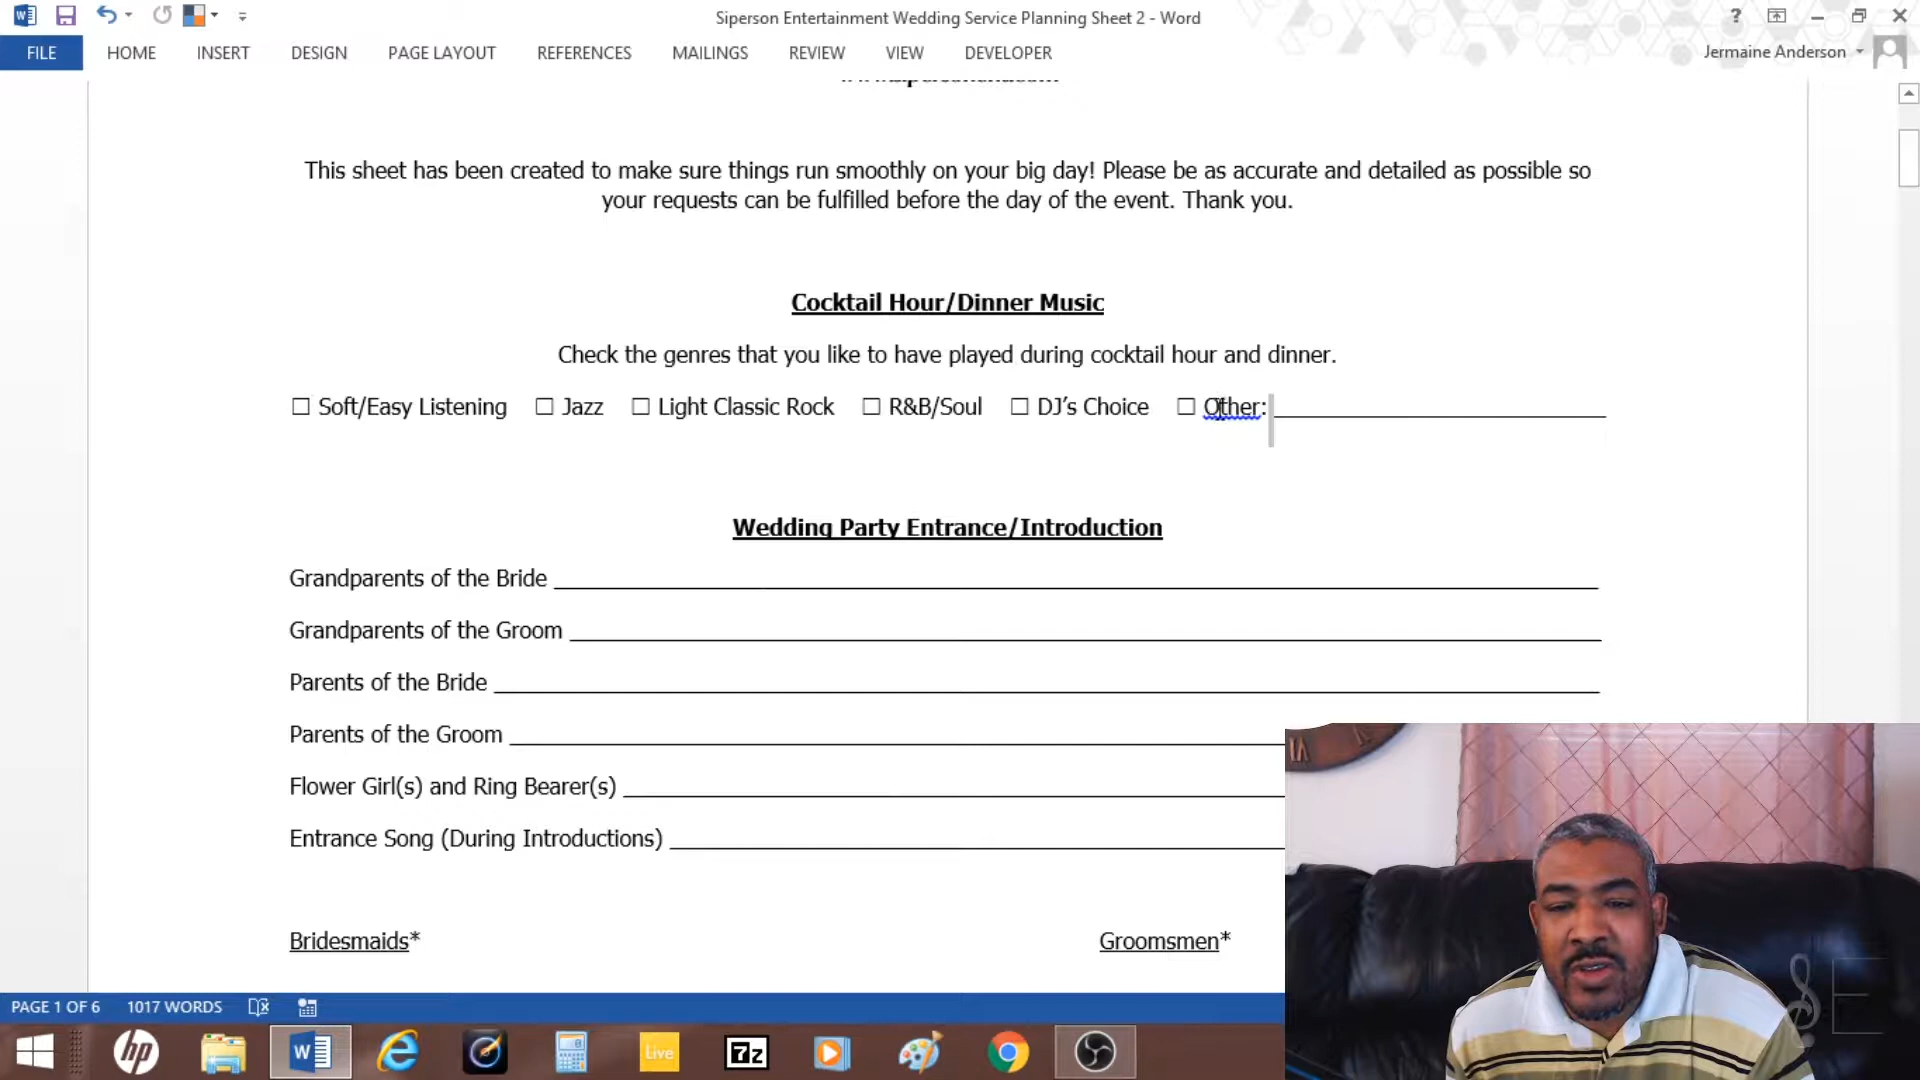 Siperson Entertainment Wedding Service Planning Sheet 2 - Word
?
FILE HOME INSERT DESIGN PAGE LAYOUT REFERENCES MAILINGS REVIEW VIEW DEVELOPER
Jermaine Anderson
This sheet has been created to make sure things run smoothly on your big day! Please be as accurate and detailed as possible so
your requests can be fulfilled before the day of the event. Thank you.
Cocktail Hour/Dinner Music
Check the genres that you like to have played during cocktail hour and dinner.
☐ Soft/Easy Listening ☐ Jazz ☐ Light Classic Rock ☐ R&B/Soul ☐ DJ’s Choice ☐ Other:
Wedding Party Entrance/Introduction
Grandparents of the Bride
Grandparents of the Groom
Parents of the Bride
Parents of the Groom
Flower Girl(s) and Ring Bearer(s)
Entrance Song (During Introductions)
Bridesmaids* Groomsmen*
PAGE 1 OF 6 1017 WORDS
hp
W
Live
7z
SE